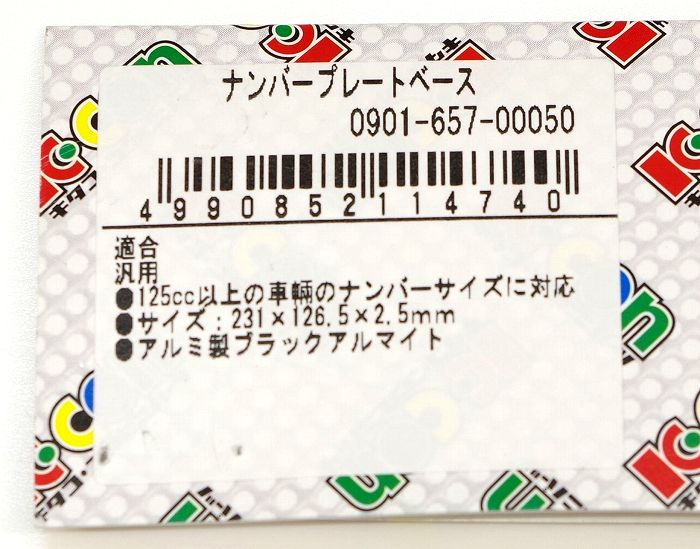 ナンバープレートベース
0901-657-00050
4990852114740
適合
汎用
●125cc以上の車輌のナンバーサイズに対応
●サイズ：231×126.5×2.5mm
●アルミ製ブラックアルマイト